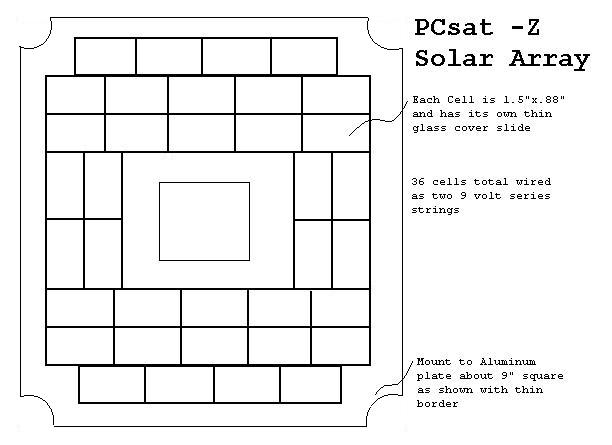 PCsat -Z
Solar Array
Each Cell is 1.5"x.88"
and has its own thin
glass cover slide
36 cells total wired
as two 9 volt series
strings
Mount to Aluminum
plate about 9" square
as shown with thin
border